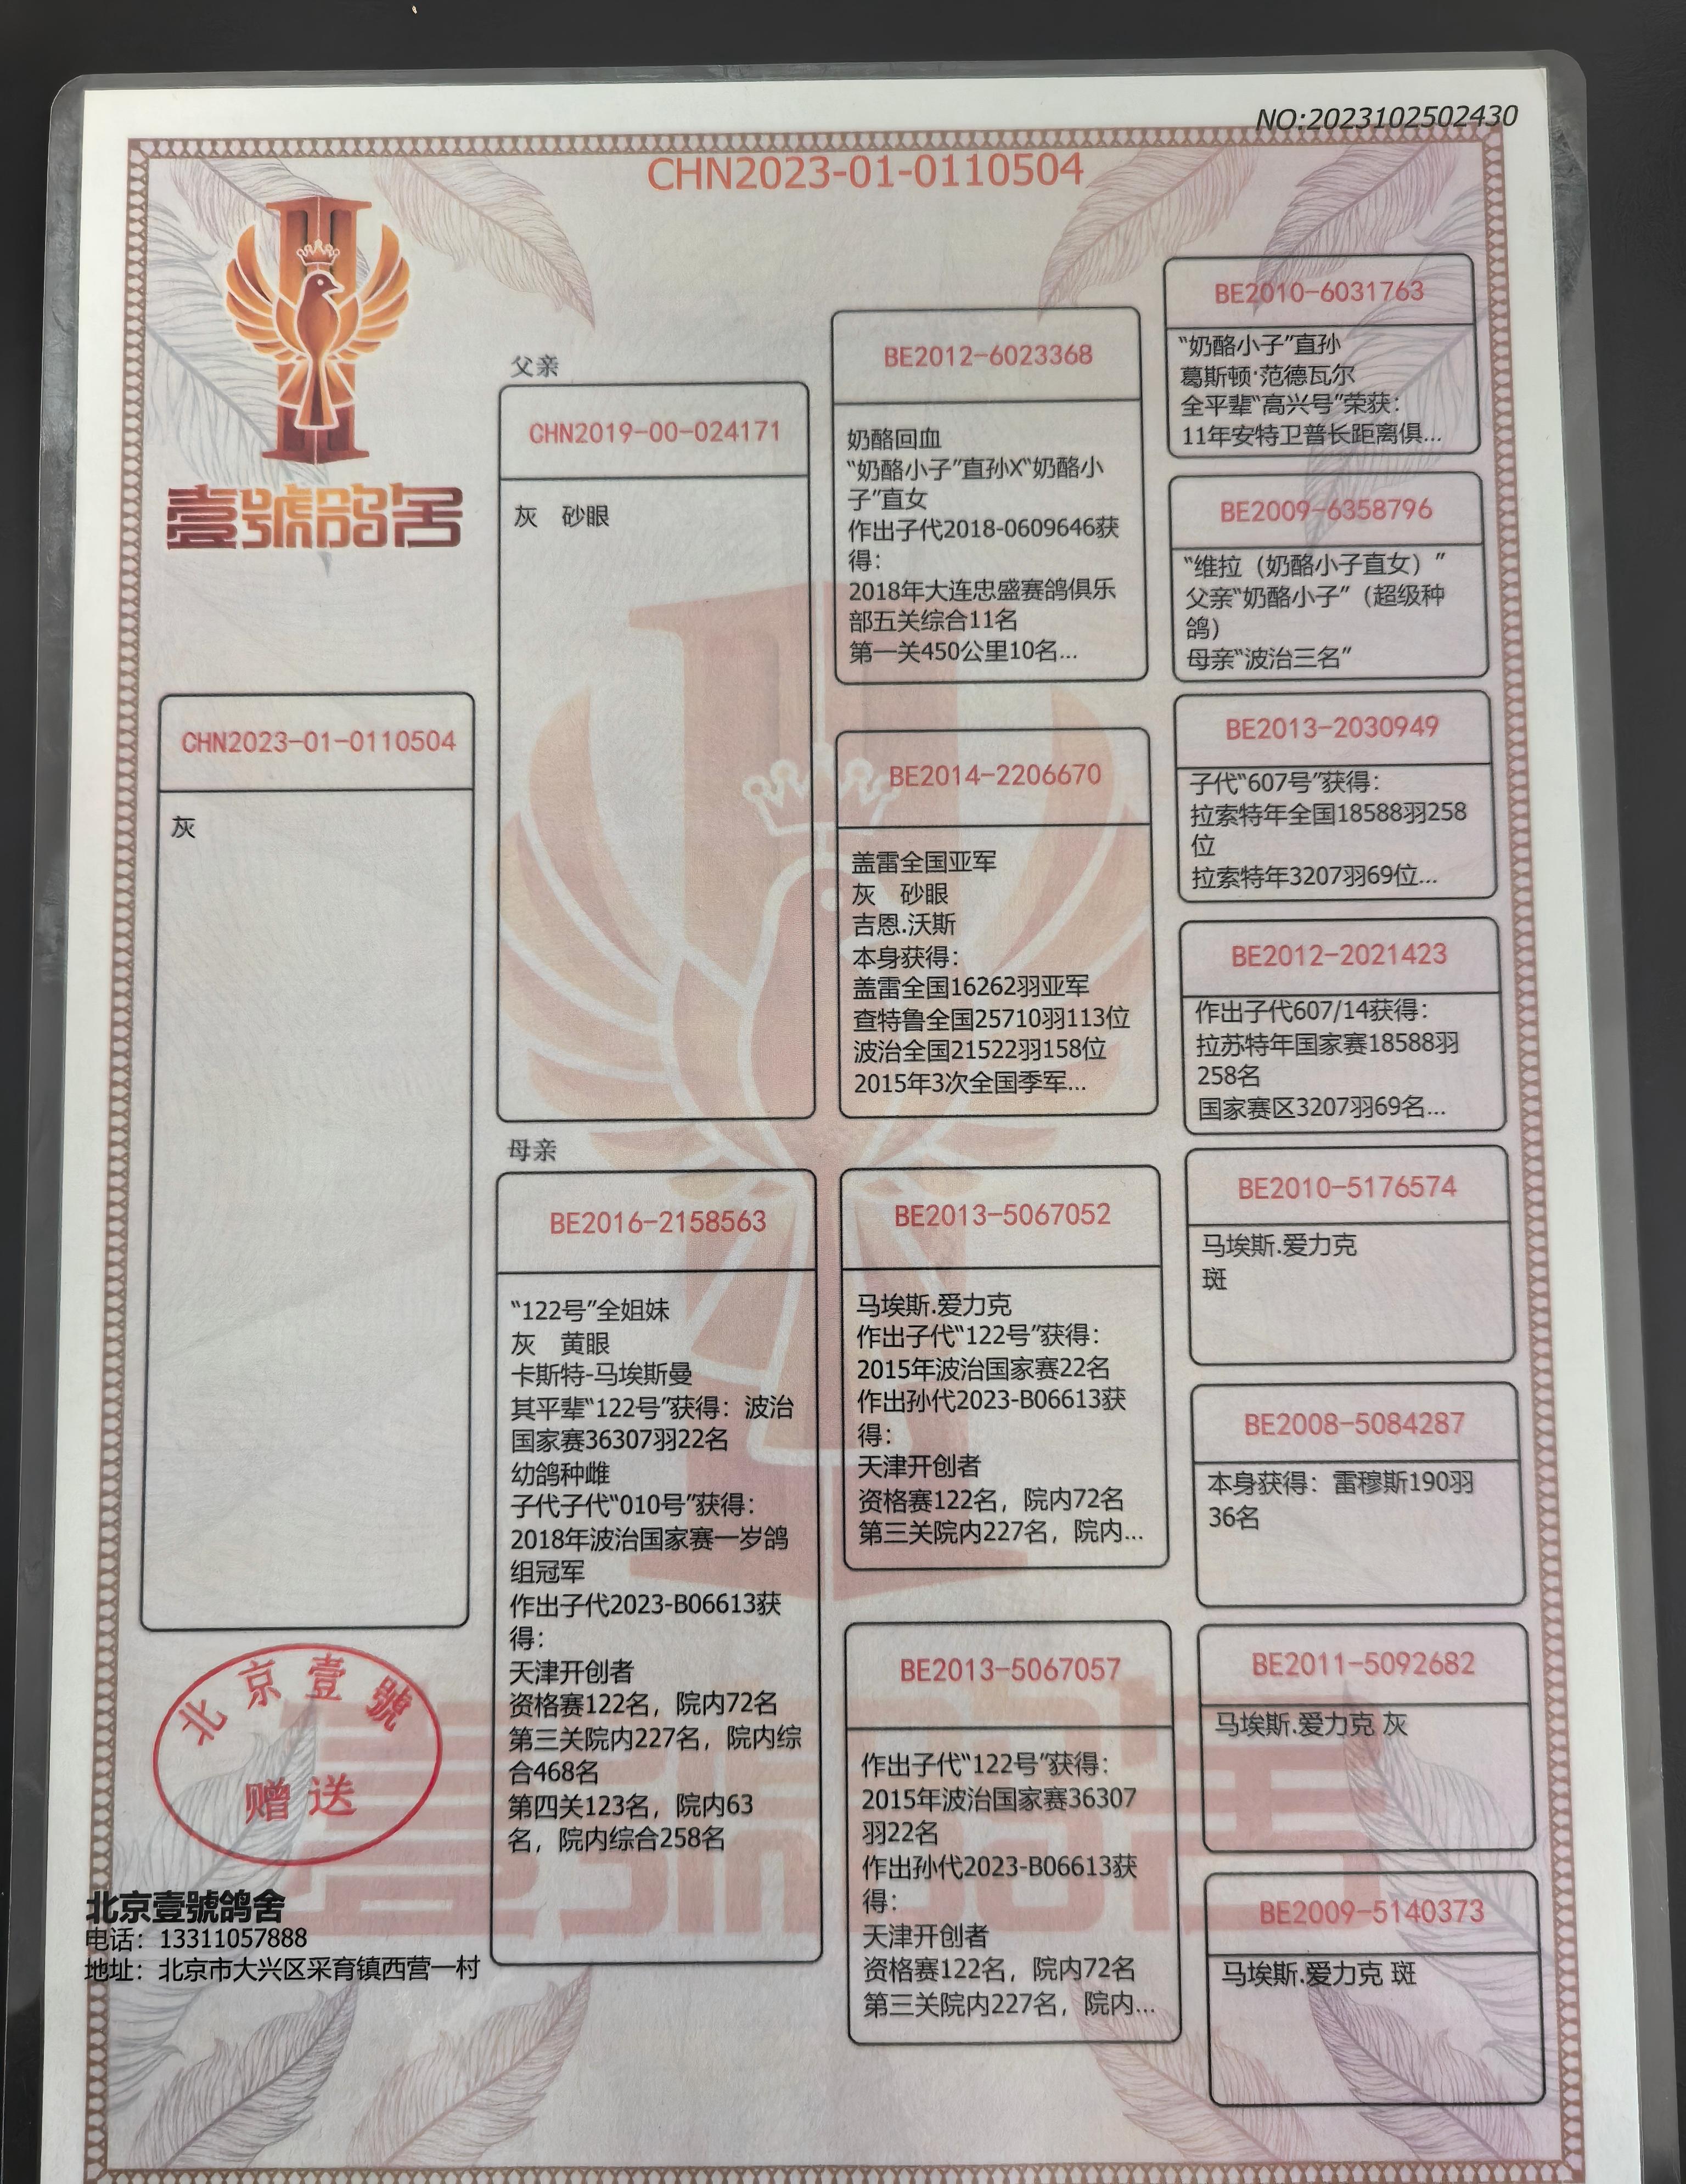 NO:2023102502430
CHN2023-01-0110504
壹號鸽舍
CHN2023-01-0110504
灰
父亲
CHN2019-00-024171
灰 砂眼
母亲
BE2016-2158563
“122号”全姐妹
灰 黄眼
卡斯特-马埃斯曼
其平辈“122号”获得：波治
国家赛36307羽22名
幼鸽种雌
子代子代“010号”获得：
2018年波治国家赛一岁鸽
组冠军
作出子代2023-B06613获
得：
天津开创者
资格赛122名，院内72名
第三关院内227名，院内综
合468名
第四关123名，院内63
名，院内综合258名
BE2012-6023368
奶酪回血
“奶酪小子”直孙X“奶酪小
子”直女
作出子代2018-0609646获
得：
2018年大连忠盛赛鸽俱乐
部五关综合11名
第一关450公里10名...
BE2014-2206670
盖雷全国亚军
灰 砂眼
吉恩.沃斯
本身获得：
盖雷全国16262羽亚军
查特鲁全国25710羽113位
波治全国21522羽158位
2015年3次全国季军...
BE2013-5067052
马埃斯.爱力克
作出子代“122号”获得：
2015年波治国家赛22名
作出孙代2023-B06613获
得：
天津开创者
资格赛122名，院内72名
第三关院内227名，院内...
BE2013-5067057
作出子代“122号”获得：
2015年波治国家赛36307
羽22名
作出孙代2023-B06613获
得：
天津开创者
资格赛122名，院内72名
第三关院内227名，院内...
BE2010-6031763
“奶酪小子”直孙
葛斯顿·范德瓦尔
全平辈“高兴号”荣获：
11年安特卫普长距离俱...
BE2009-6358796
“维拉（奶酪小子直女）”
父亲“奶酪小子”（超级种
鸽）
母亲“波治三名”
BE2013-2030949
子代“607号”获得：
拉索特年全国18588羽258
位
拉索特年3207羽69位...
BE2012-2021423
作出子代607/14获得：
拉苏特年国家赛18588羽
258名
国家赛区3207羽69名...
BE2010-5176574
马埃斯.爱力克
斑
BE2008-5084287
本身获得：雷穆斯190羽
36名
BE2011-5092682
马埃斯.爱力克 灰
BE2009-5140373
马埃斯.爱力克 斑
北京壹號
赠送
北京壹號鸽舍
电话：13311057888
地址：北京市大兴区采育镇西营一村